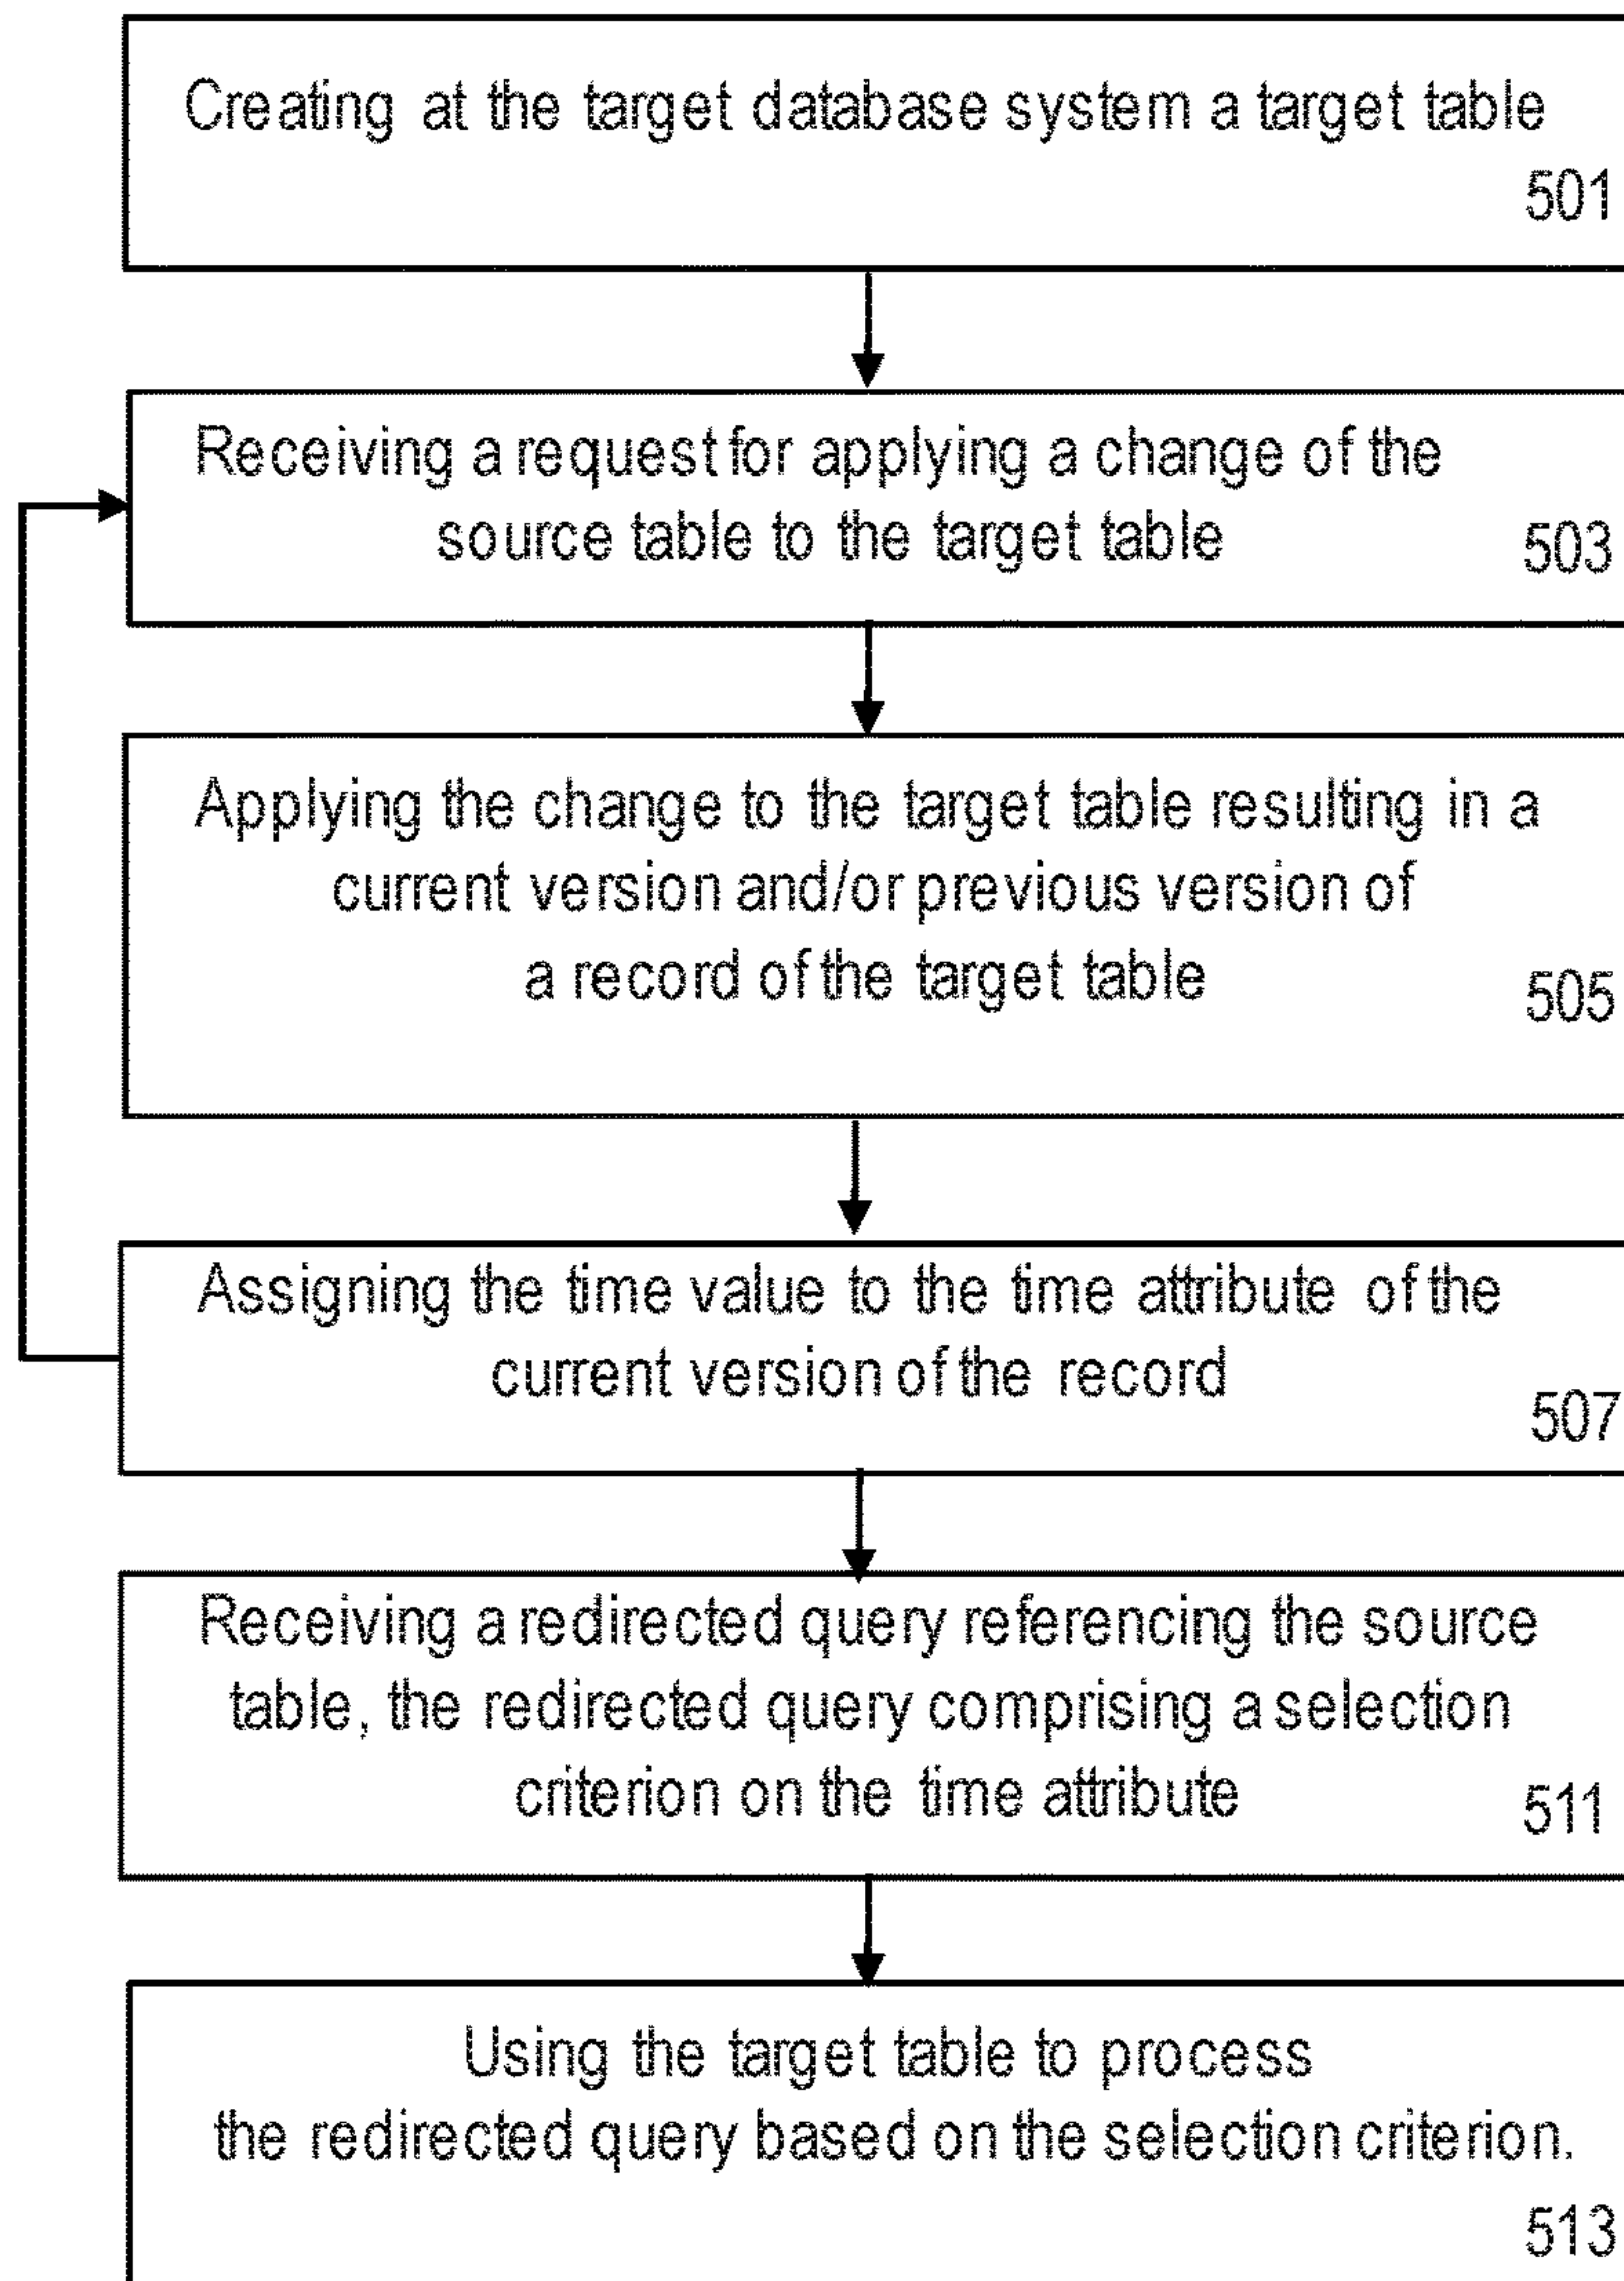 Creating at the target database system a target table
501
Receiving a request for applying a change of the
source table to the target table
503
Applying the change to the target table resulting in a
current version and/or previous version of
a record of the target table
505
Assigning the time value to the time attribute of the
current version of the record
507
Receiving a redirected query referencing the source
table, the redirected query comprising a selection
criterion on the time attribute
511
Using the target table to process
the redirected query based on the selection criterion.
513